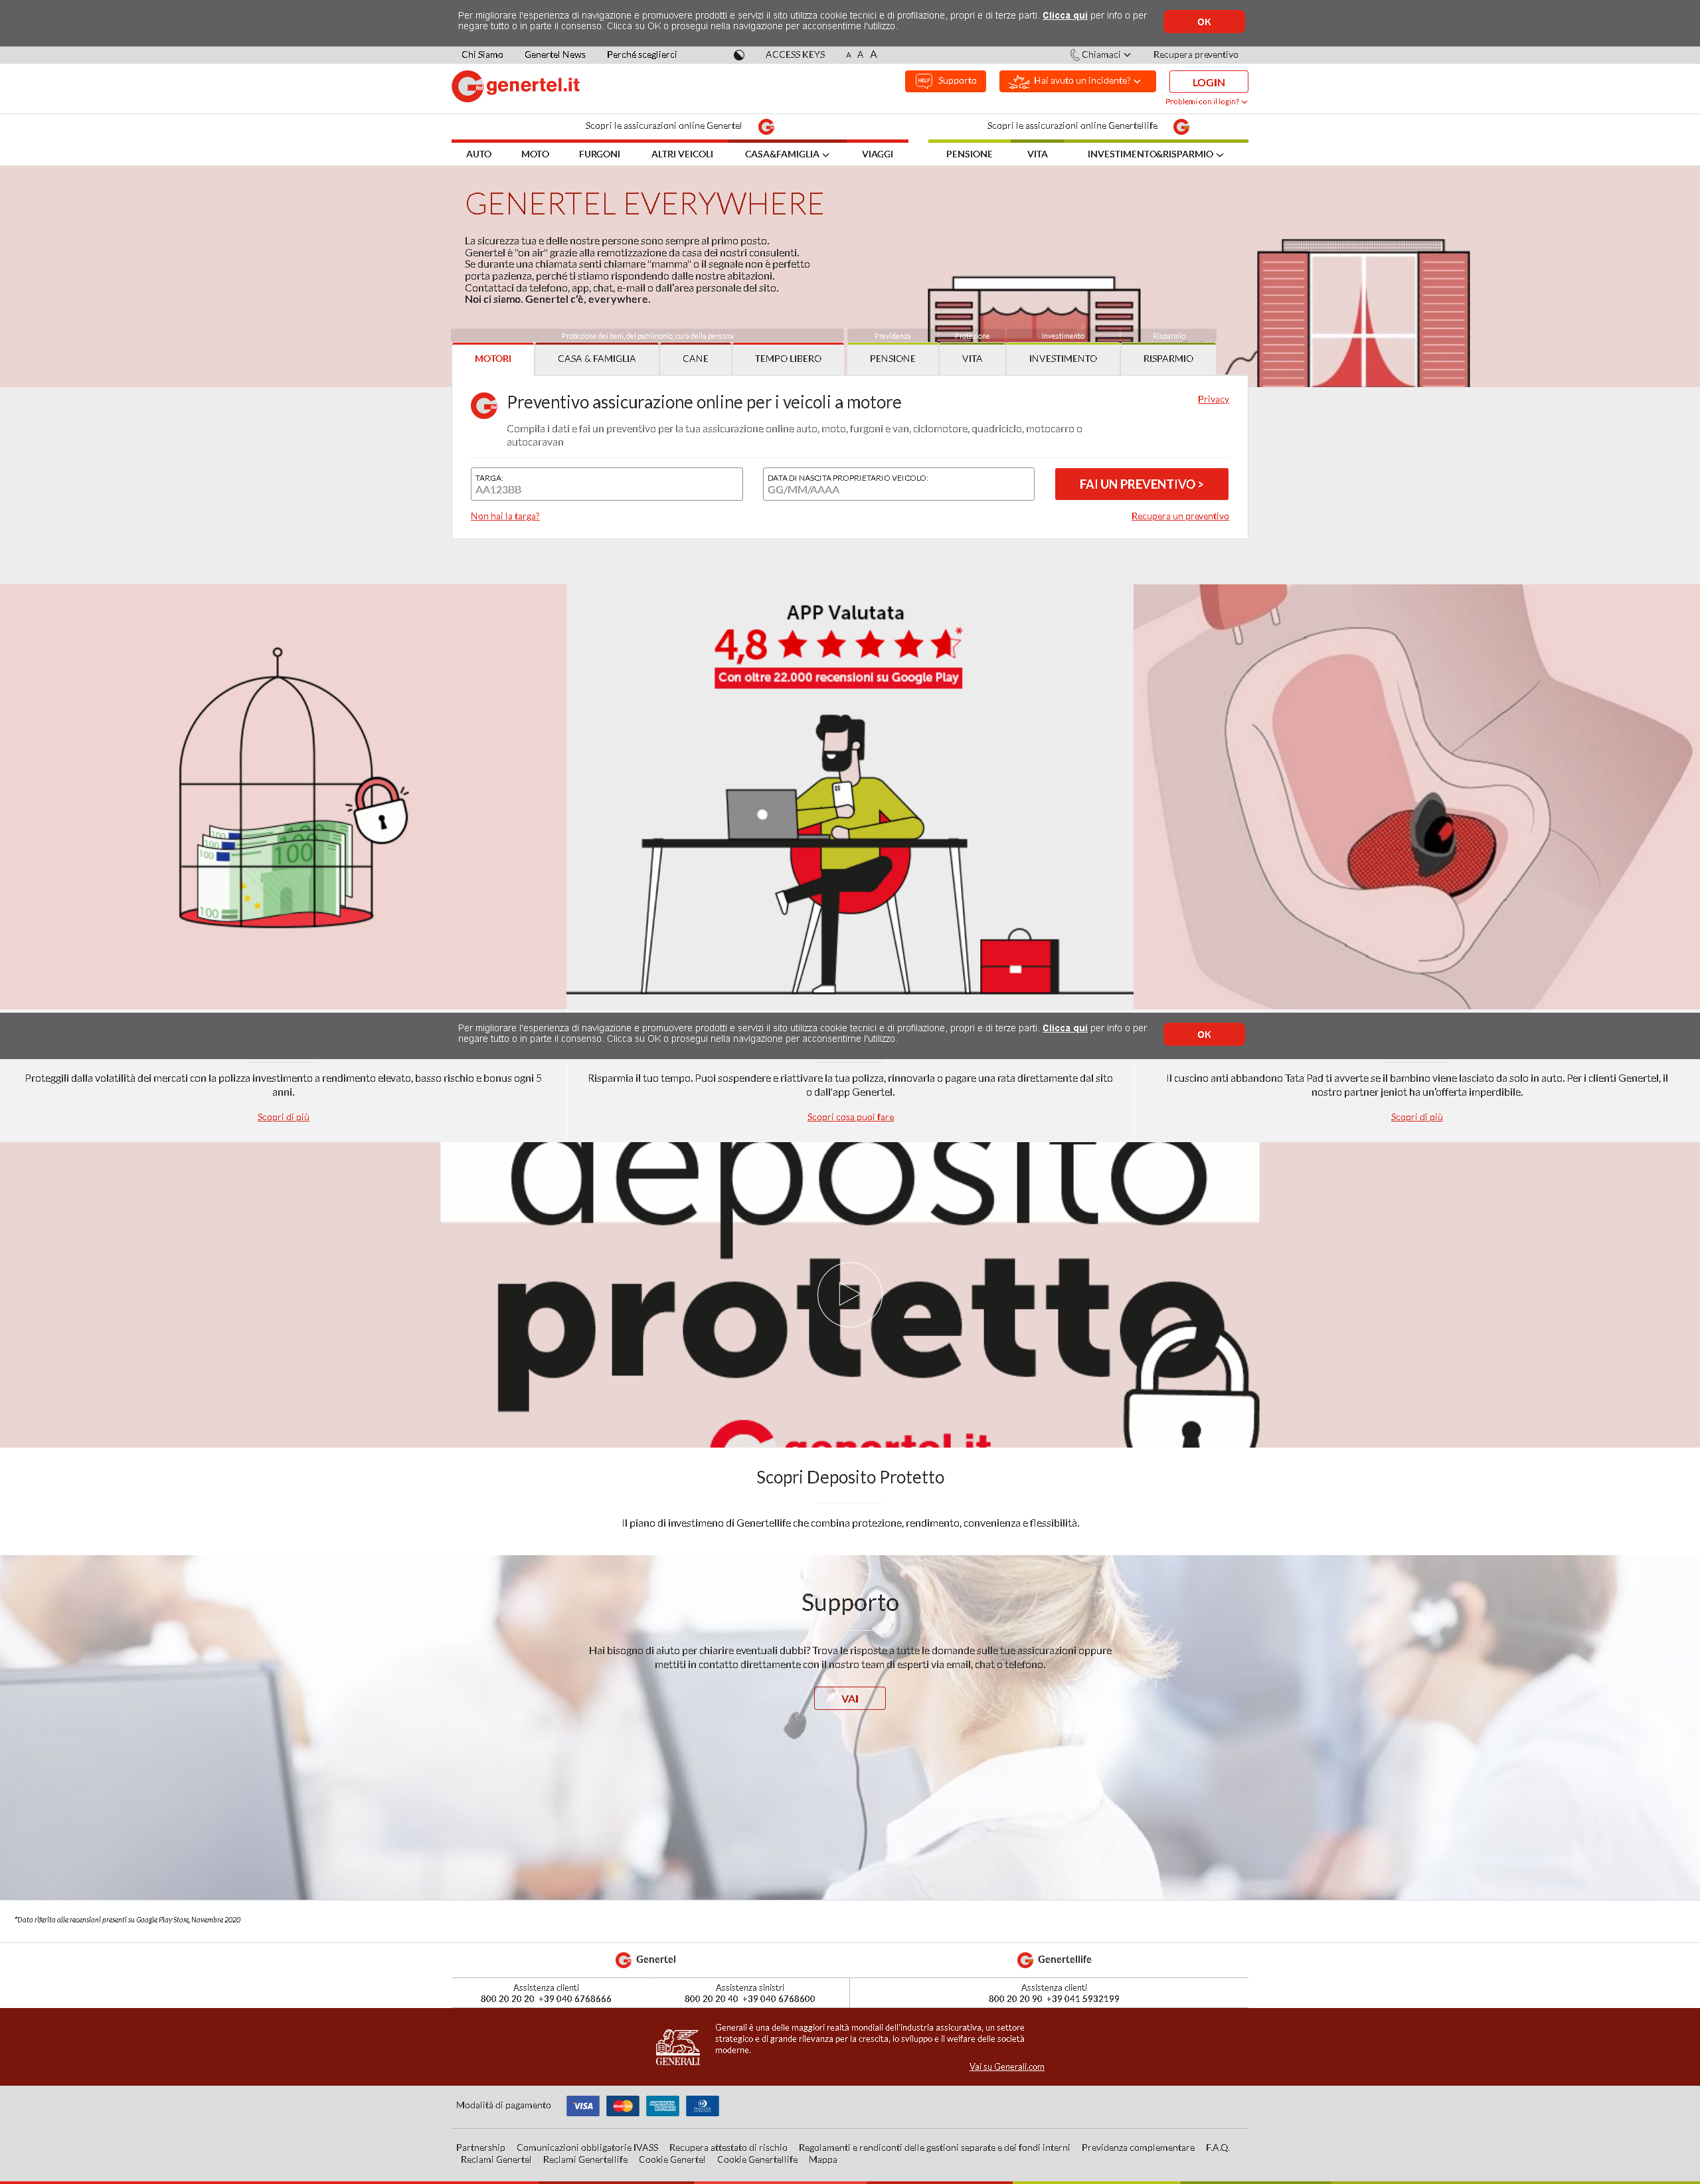 Per migliorare l'esperienza di navigazione e promuovere prodotti e servizi il sito utilizza cookie tecnici e di profilazione, propri e di terze parti. Clicca qui per info o per
negare tutto o in parte il consenso. Clicca su OK o prosegui nella navigazione per acconsentirne l'utilizzo.
OK
Chi Siamo Genertel News Perché sceglierci ACCESS KEYS A A A Chiamaci Recupera preventivo
genertel.it
HELP Supporto Hai avuto un incidente? LOGIN
Problemi con il login?
Scopri le assicurazioni online Genertel Scopri le assicurazioni online Genertellife
AUTO MOTO FURGONI ALTRI VEICOLI CASA&FAMIGLIA VIAGGI PENSIONE VITA INVESTIMENTO&RISPARMIO
GENERTEL EVERYWHERE
La sicurezza tua e delle nostre persone sono sempre al primo posto.
Genertel è "on air" grazie alla remotizzazione da casa dei nostri consulenti.
Se durante una chiamata senti chiamare "mamma" o il segnale non è perfetto
porta pazienza, perché ti stiamo rispondendo dalle nostre abitazioni.
Contattaci da telefono, app, chat, e-mail o dall'area personale del sito.
Noi ci siamo. Genertel c'è, everywhere.
Protezione dei beni, del patrimonio, cura della persona Previdenza Protezione Investimento Risparmio
MOTORI CASA & FAMIGLIA CANE TEMPO LIBERO PENSIONE VITA INVESTIMENTO RISPARMIO
Preventivo assicurazione online per i veicoli a motore
Privacy
Compila i dati e fai un preventivo per la tua assicurazione online auto, moto, furgoni e van, ciclomotore, quadriciclo, motocarro o
autocaravan
TARGA:
AA123BB
DATA DI NASCITA PROPRIETARIO VEICOLO:
GG/MM/AAAA
FAI UN PREVENTIVO >
Non hai la targa? Recupera un preventivo
APP Valutata
4,8 *
Con oltre 22.000 recensioni su Google Play
100
100
100
100
Per migliorare l'esperienza di navigazione e promuovere prodotti e servizi il sito utilizza cookie tecnici e di profilazione, propri e di terze parti. Clicca qui per info o per
negare tutto o in parte il consenso. Clicca su OK o prosegui nella navigazione per acconsentirne l'utilizzo.
OK
Proteggili dalla volatilità dei mercati con la polizza investimento a rendimento elevato, basso rischio e bonus ogni 5
anni.
Scopri di più
Risparmia il tuo tempo. Puoi sospendere e riattivare la tua polizza, rinnovarla o pagare una rata direttamente dal sito
o dall'app Genertel.
Scopri cosa puoi fare
Il cuscino anti abbandono Tata Pad ti avverte se il bambino viene lasciato da solo in auto. Per i clienti Genertel, il
nostro partner jeniot ha un'offerta imperdibile.
Scopri di più
deposito
protetto
genertel.it
Scopri Deposito Protetto
Il piano di investimeno di Genertellife che combina protezione, rendimento, convenienza e flessibilità.
Supporto
Hai bisogno di aiuto per chiarire eventuali dubbi? Trova le risposte a tutte le domande sulle tue assicurazioni oppure
mettiti in contatto direttamente con il nostro team di esperti via email, chat o telefono.
VAI
*Dato riferito alle recensioni presenti su Google Play Store, Novembre 2020
Genertel Genertellife
Assistenza clienti Assistenza sinistri Assistenza clienti
800 20 20 20 +39 040 6768666 800 20 20 40 +39 040 6768600 800 20 20 90 +39 041 5932199
GENERALI
Generali è una delle maggiori realtà mondiali dell'industria assicurativa, un settore
strategico e di grande rilevanza per la crescita, lo sviluppo e il welfare delle società
moderne.
Vai su Generali.com
Modalità di pagamento VISA MasterCard AMERICAN EXPRESS
Partnership Comunicazioni obbligatorie IVASS Recupera attestato di rischio Regolamenti e rendiconti delle gestioni separate e dei fondi interni Previdenza complementare F.A.Q.
Reclami Genertel Reclami Genertellife Cookie Genertel Cookie Genertellife Mappa